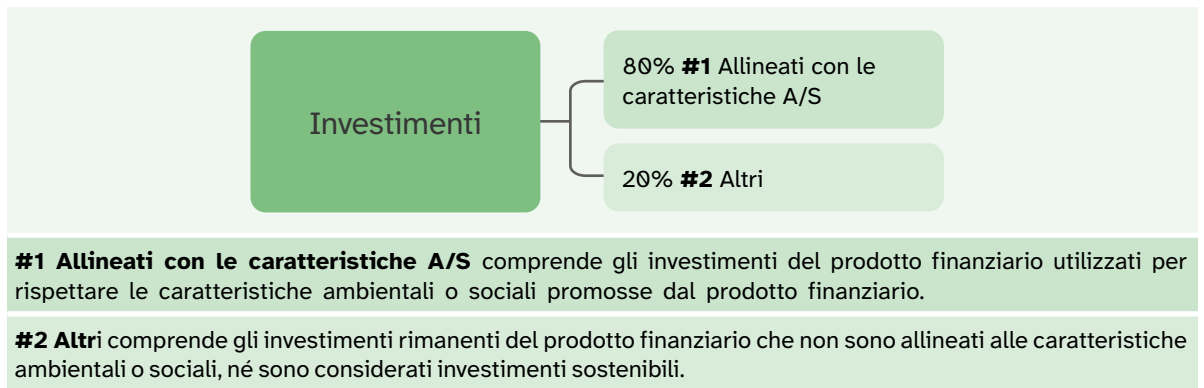 Investimenti
80% #1 Allineati con le
caratteristiche A/S
20% #2 Altri
#1 Allineati con le caratteristiche A/S comprende gli investimenti del prodotto finanziario utilizzati per
rispettare le caratteristiche ambientali o sociali promosse dal prodotto finanziario.
#2 Altri comprende gli investimenti rimanenti del prodotto finanziario che non sono allineati alle caratteristiche
ambientali o sociali, né sono considerati investimenti sostenibili.